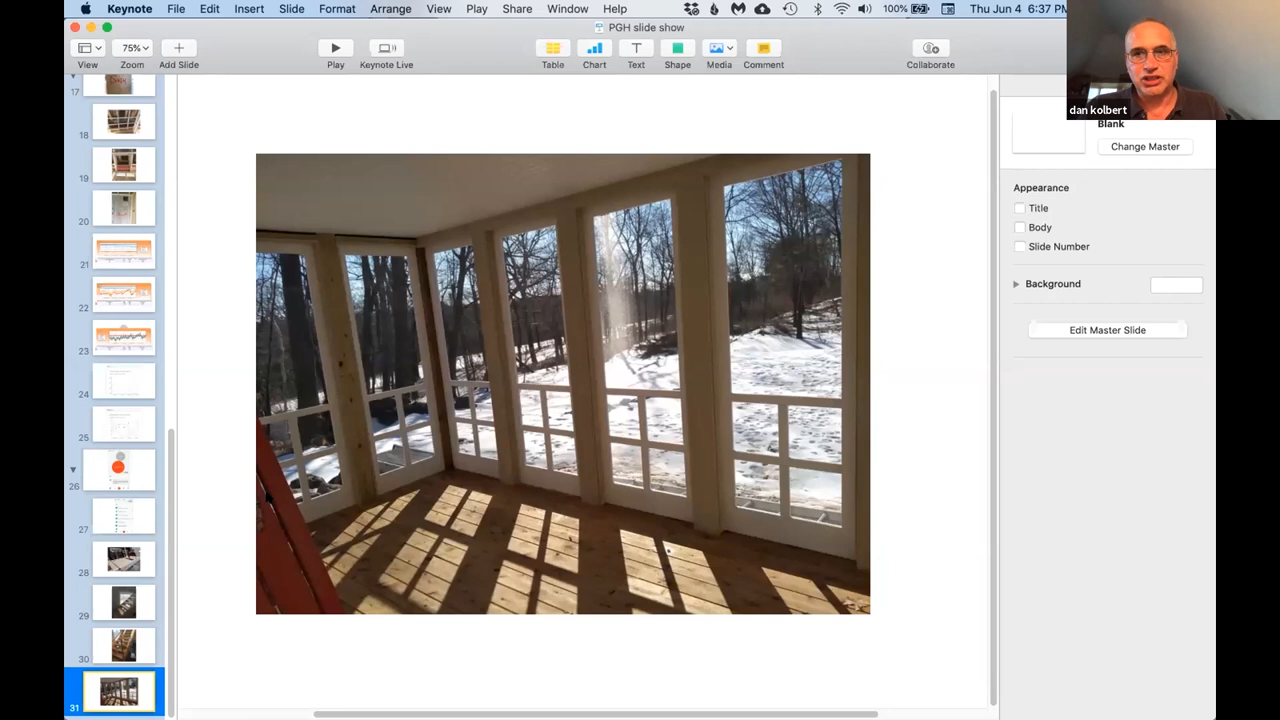 Keynote File Edit Insert Slide Format Arrange View Play Share Window Help 100% Thu Jun 4 6:37 PM
PGH slide show
75%
View Zoom Add Slide Play Keynote Live Table Chart Text Shape Media Comment Collaborate
dan kolbert
Blank
Change Master
Appearance
Title
Body
Slide Number
Background
Edit Master Slide
17
18
19
20
21
22
23
24
25
26
27
28
29
30
31